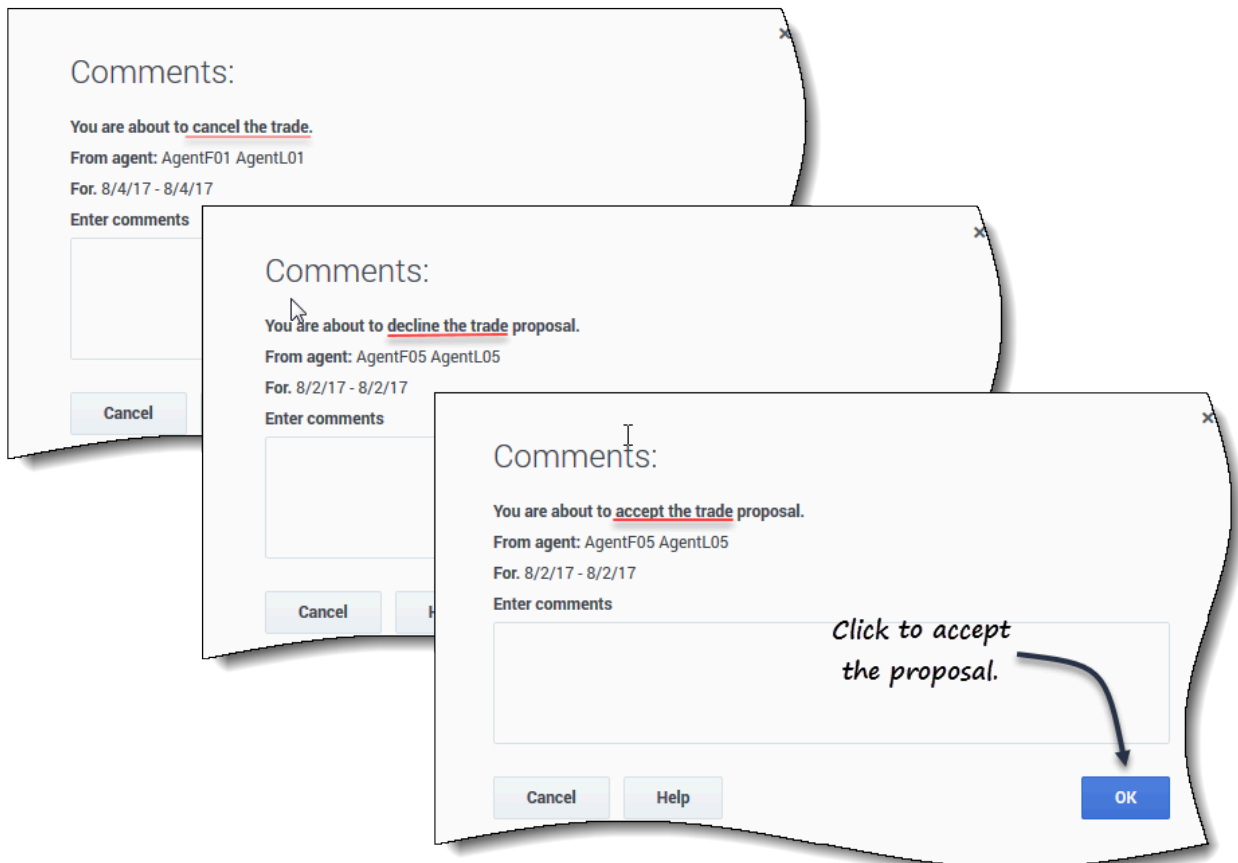 Comments:
You are about to cancel the trade.
From agent: AgentF01 AgentL01
For. 8/4/17 - 8/4/17
Enter comments
Cancel
Comments:
You are about to decline the trade proposal.
From agent: AgentF05 AgentL05
For. 8/2/17 - 8/2/17
Enter comments
Cancel
Comments:
You are about to accept the trade proposal.
From agent: AgentF05 AgentL05
For. 8/2/17 - 8/2/17
Enter comments
Click to accept
the proposal.
Cancel Help OK